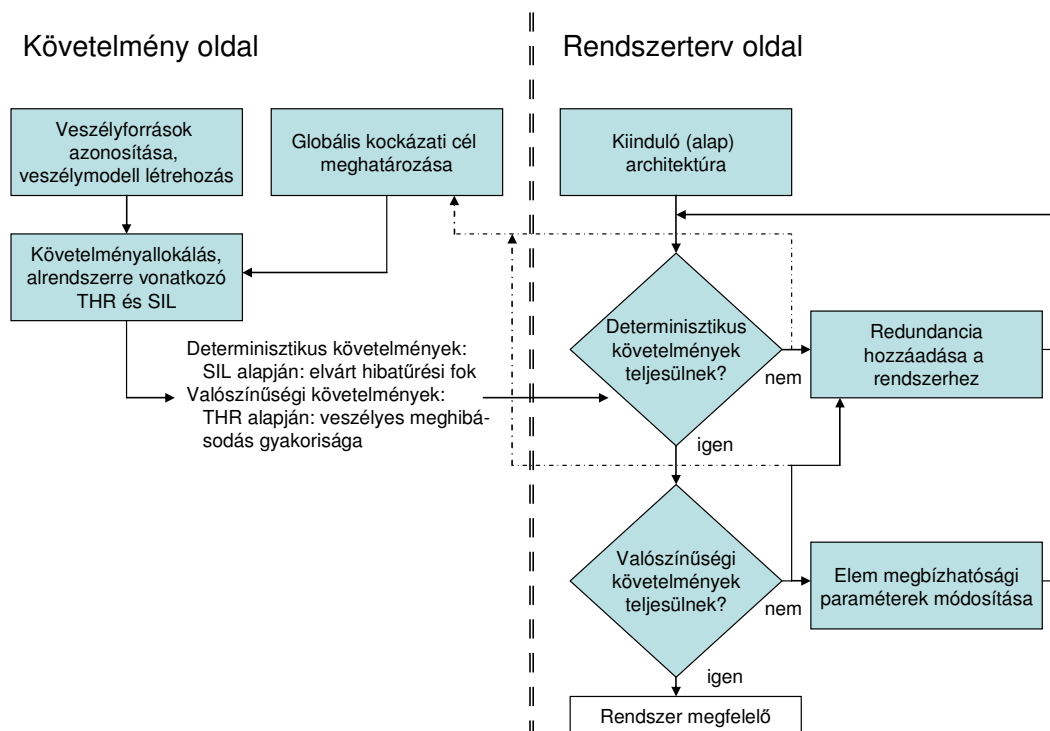 Követelmény oldal
Rendszerterv oldal
Veszélyforrások
azonosítása,
veszélymodell létrehozás
Globális kockázati cél
meghatározása
Kiinduló (alap)
architektúra
Követelményallokálás,
alrendszerre vonatkozó
THR és SIL
Determinisztikus követelmények:
SIL alapján: elvárt hibatűrési fok
Valószínűségi követelmények:
THR alapján: veszélyes meghibá-
sodás gyakorisága
Determinisztikus
követelmények
teljesülnek?
nem
Redundancia
hozzáadása a
rendszerhez
igen
Valószínűségi
követelmények
teljesülnek?
nem
Elem megbízhatósági
paraméterek módosítása
igen
Rendszer megfelelő